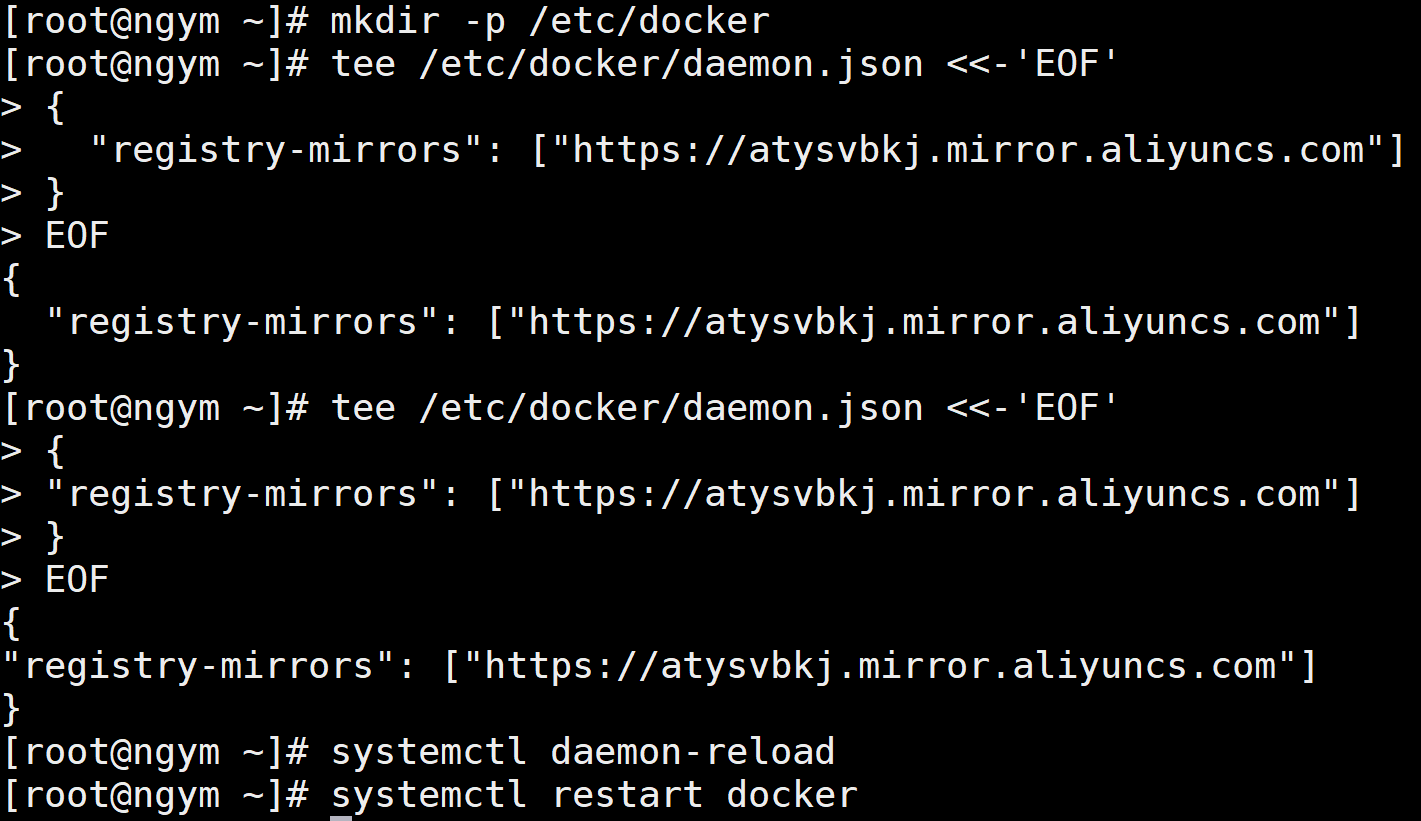 [root@ngym ~]# mkdir -p /etc/docker
[root@ngym ~]# tee /etc/docker/daemon.json <<-'EOF'
> {
>   "registry-mirrors": ["https://atysvbkj.mirror.aliyuncs.com"]
> }
> EOF
{
  "registry-mirrors": ["https://atysvbkj.mirror.aliyuncs.com"]
}
[root@ngym ~]# tee /etc/docker/daemon.json <<-'EOF'
> {
> "registry-mirrors": ["https://atysvbkj.mirror.aliyuncs.com"]
> }
> EOF
{
"registry-mirrors": ["https://atysvbkj.mirror.aliyuncs.com"]
}
[root@ngym ~]# systemctl daemon-reload
[root@ngym ~]# systemctl restart docker